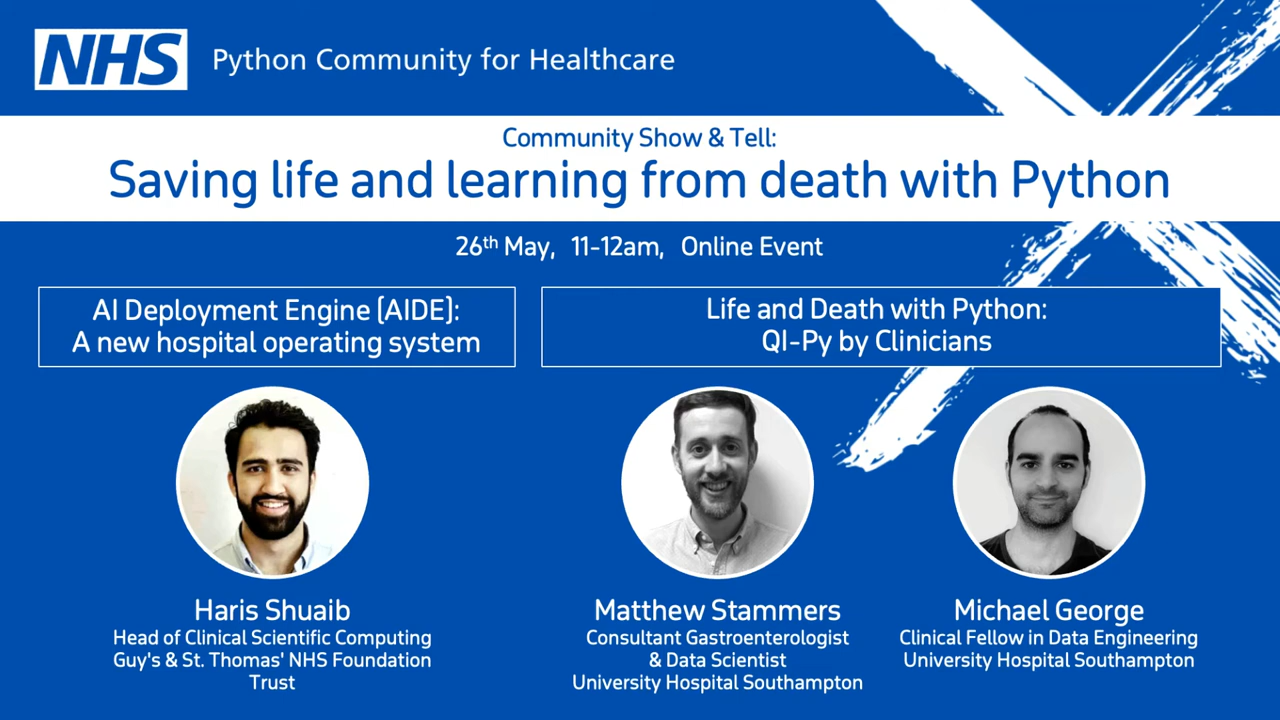 NHS Python Community for Healthcare
Community Show & Tell:
Saving life and learning from death with Python
26th May, 11-12am, Online Event
AI Deployment Engine (AIDE):
A new hospital operating system
Life and Death with Python:
QI-Py by Clinicians
Haris Shuaib
Head of Clinical Scientific Computing
Guy's & St. Thomas' NHS Foundation
Trust
Matthew Stammers
Consultant Gastroenterologist
& Data Scientist
University Hospital Southampton
Michael George
Clinical Fellow in Data Engineering
University Hospital Southampton